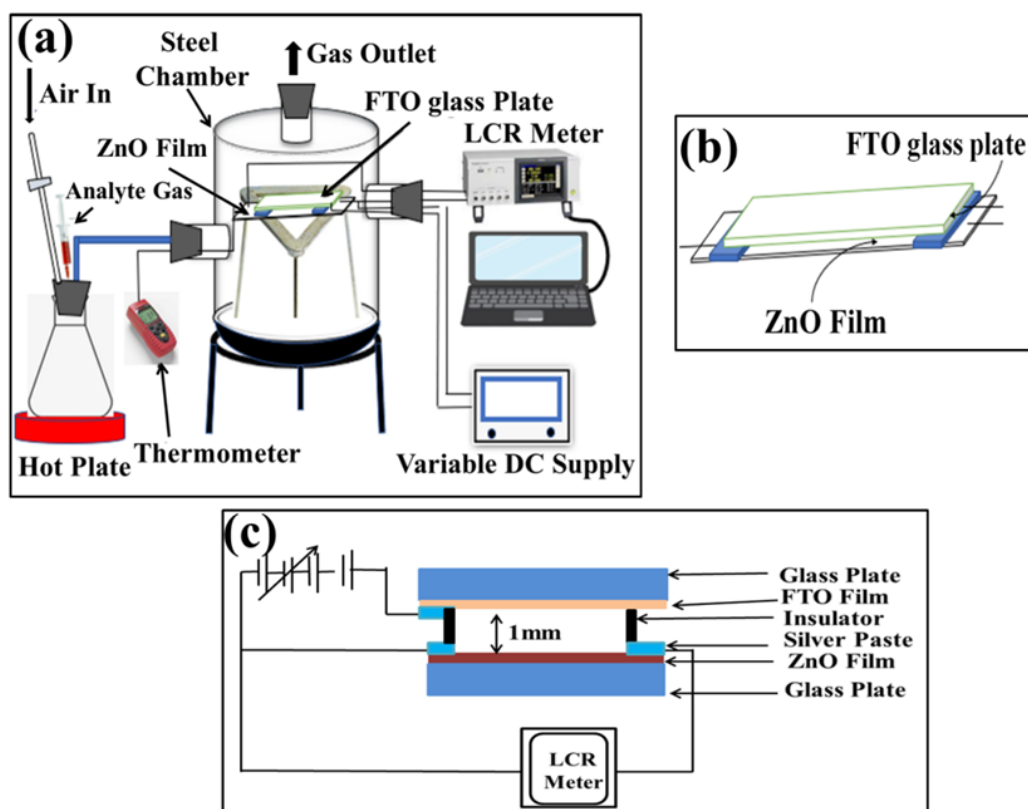 (a)
Steel
Chamber
Gas Outlet
Air In
FTO glass Plate
ZnO Film
LCR Meter
Analyte Gas
Thermometer
Hot Plate
Variable DC Supply
(b)
FTO glass plate
ZnO Film
(c)
Glass Plate
FTO Film
Insulator
1mm
Silver Paste
ZnO Film
Glass Plate
LCR
Meter